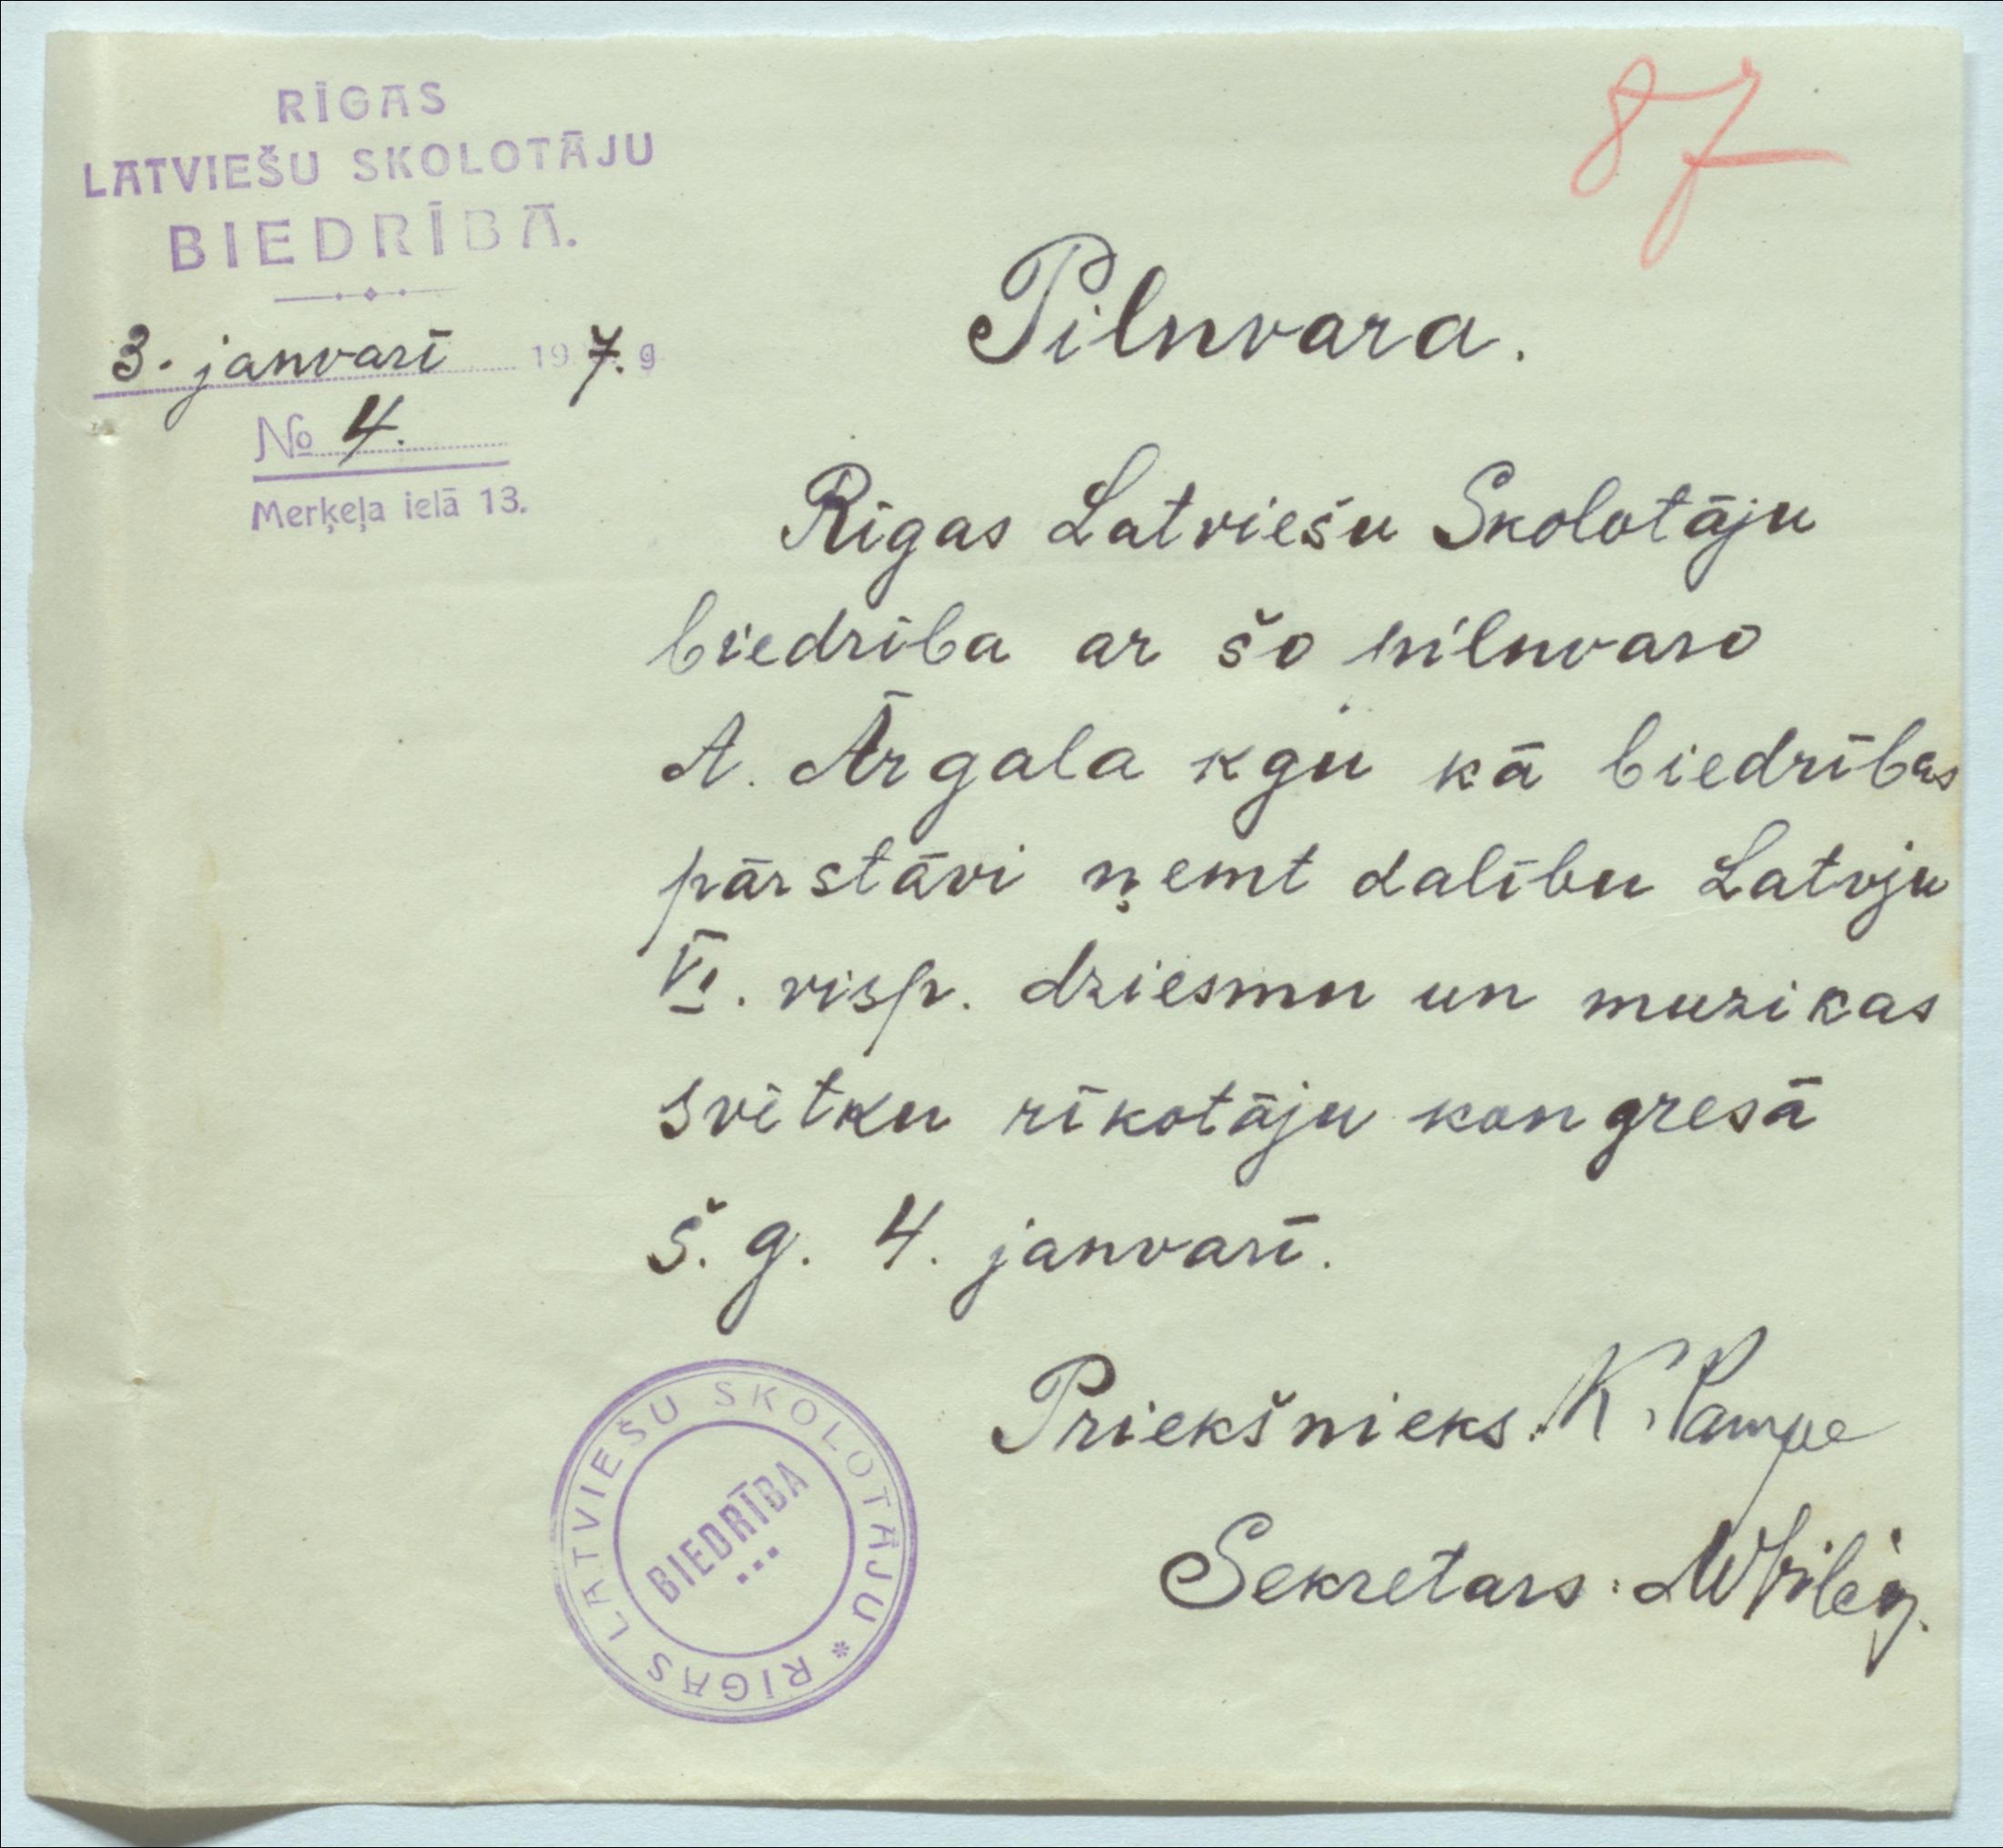 RĪGAS
LATVIEŠU SKOLOTĀJU
BIEDRĪBA.
87
3. janvarī 19 7. g
Pilnvara.
No 4.
Merķeļa ielā 13.
Rīgas Latviešu Skolotāju
biedrība ar šo pilnvaro
A. Ārgala kgu kā biedrības
pārstāvi ņemt dalību Latvju
VI. visp. dziesmu un muzikas
svētku rīkotāju kongresā
š. g. 4. janvarī.
Priekšnieks: K. Pampe
Sekretars:
RĪGAS LATVIEŠU SKOLOTĀJU *
BIEDRĪBA